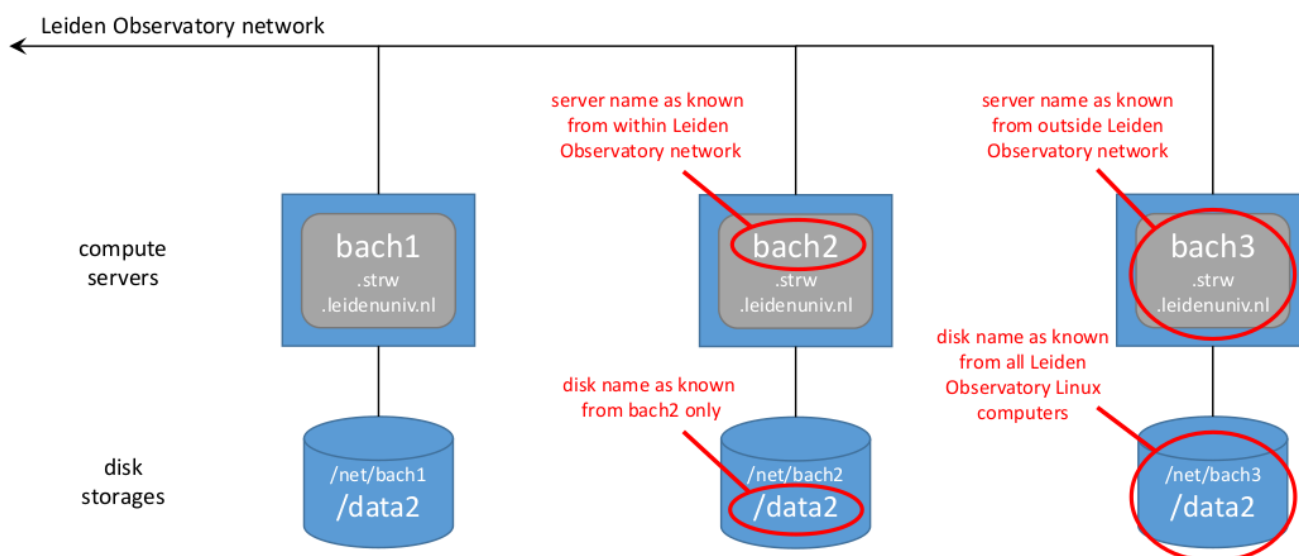 Leiden Observatory network
server name as known
from within Leiden
Observatory network
server name as known
from outside Leiden
Observatory network
compute
servers
bach1
.strw
.leidenuniv.nl
bach2
.strw
.leidenuniv.nl
bach3
.strw
.leidenuniv.nl
disk name as known
from bach2 only
disk name as known
from all Leiden
Observatory Linux
computers
disk
storages
/net/bach1
/data2
/net/bach2
/data2
/net/bach3
/data2